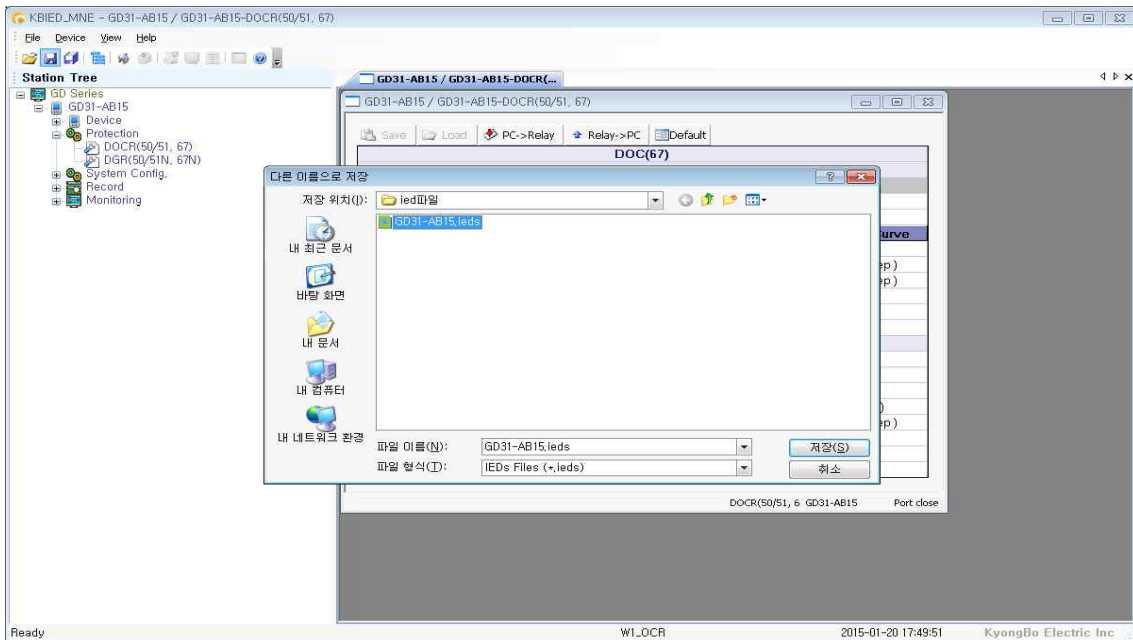 KBIED_MNE - GD31-AB15 / GD31-AB15-DOCR(50/51, 67)
File Device View Help
Station Tree
GD Series
GD31-AB15
Device
Protection
DOCR(50/51, 67)
DGR(50/51N, 67N)
System Config.
Record
Monitoring
GD31-AB15 / GD31-AB15-DOCR(...
GD31-AB15 / GD31-AB15-DOCR(50/51, 67)
Save Load PC->Relay Relay->PC Default
DOC(67)
urve
ep)
ep)
)
ep)
다른 이름으로 저장
저장 위치(I): ied파일
GD31-AB15.ieds
내 최근 문서
바탕 화면
내 문서
내 컴퓨터
내 네트워크 환경
파일 이름(N): GD31-AB15.ieds 저장(S)
파일 형식(T): IEDs Files (*.ieds) 취소
DOCR(50/51, 6 GD31-AB15 Port close
Ready W1_OCR 2015-01-20 17:49:51 KyongBo Electric Inc